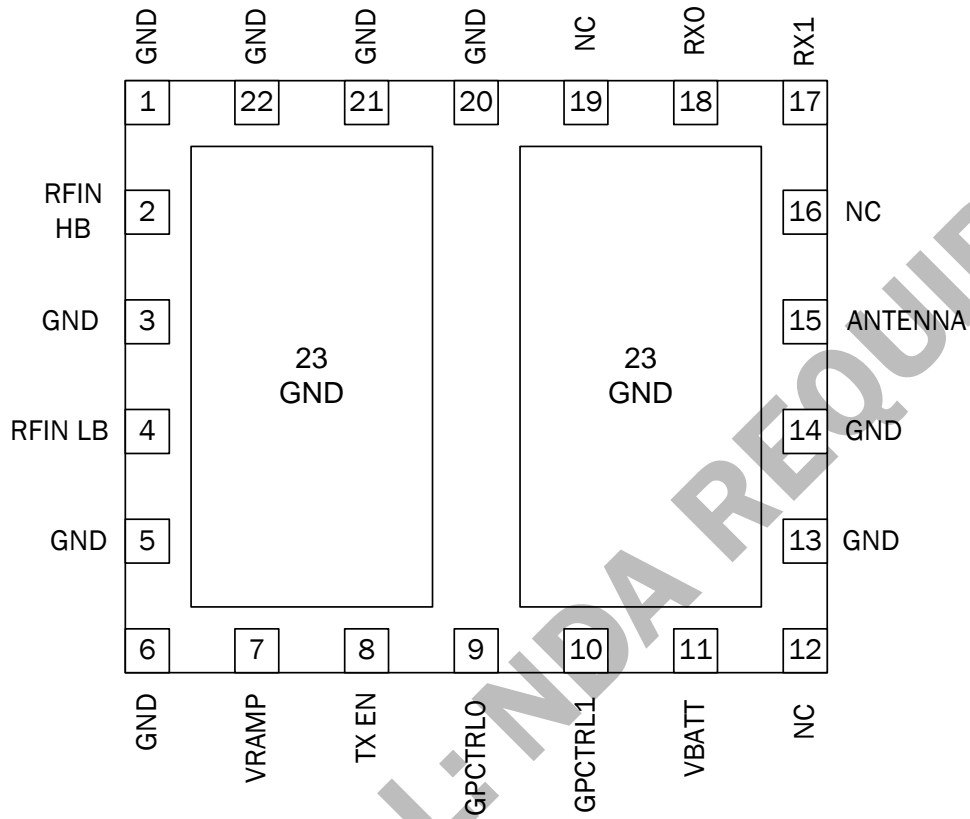 GND
GND
GND
GND
NC
RX0
RX1
1
22
21
20
19
18
17
RFIN
HB
2
16
NC
GND
3
15
ANTENNA
23
GND
23
GND
RFIN LB
4
14
GND
GND
5
13
GND
6
7
8
9
10
11
12
GND
VRAMP
TX EN
GPCTRL0
GPCTRL1
VBATT
NC
NDA